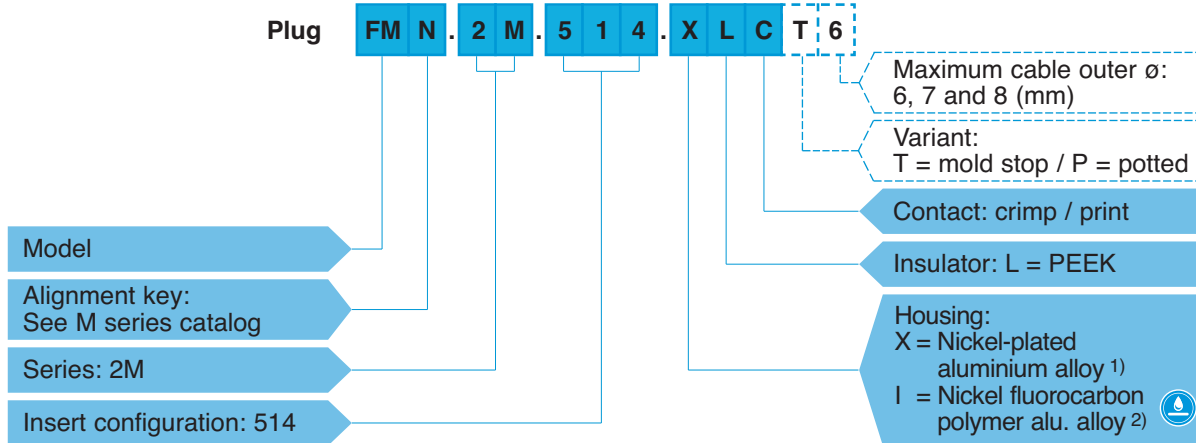 Plug FM N . 2 M . 5 1 4 . X L C T 6
Maximum cable outer ø:
6, 7 and 8 (mm)
Variant:
T = mold stop / P = potted
Contact: crimp / print
Model
Insulator: L = PEEK
Alignment key:
See M series catalog
Housing:
X = Nickel-plated
aluminium alloy 1)
I = Nickel fluorocarbon
polymer alu. alloy 2)
Series: 2M
Insert configuration: 514